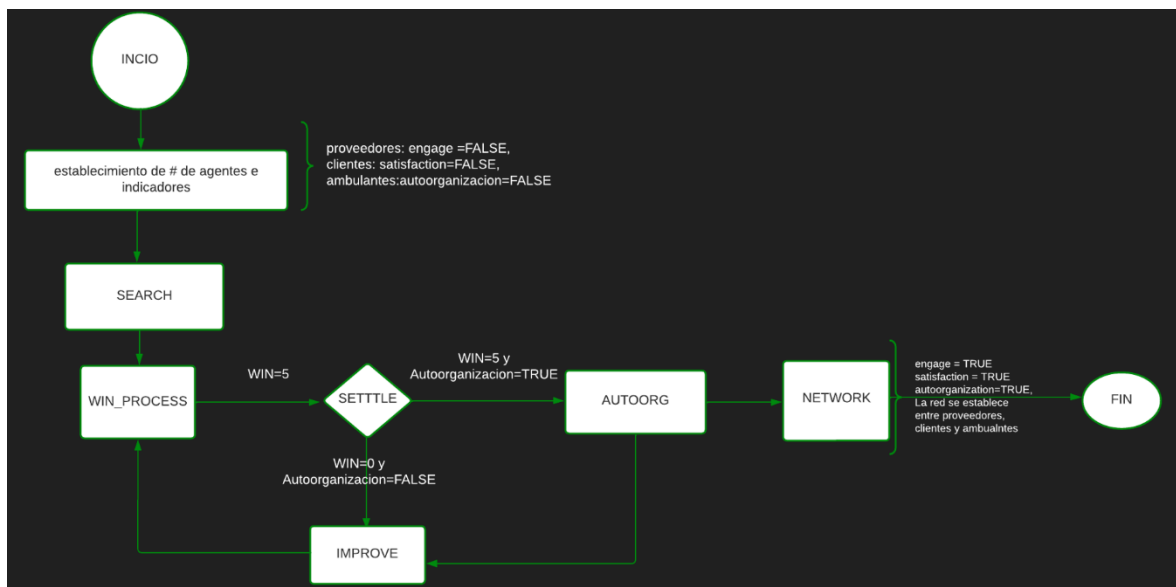 INCIO
establecimiento de # de agentes e
indicadores
proveedores: engage =FALSE,
clientes: satisfaction=FALSE,
ambulantes:autoorganizacion=FALSE
SEARCH
WIN_PROCESS
WIN=5
SETTTLE
WIN=5 y
Autoorganizacion=TRUE
AUTOORG
NETWORK
engage = TRUE
satisfaction = TRUE
autoorganization=TRUE,
La red se establece
entre proveedores,
clientes y ambualntes
FIN
WIN=0 y
Autoorganizacion=FALSE
IMPROVE